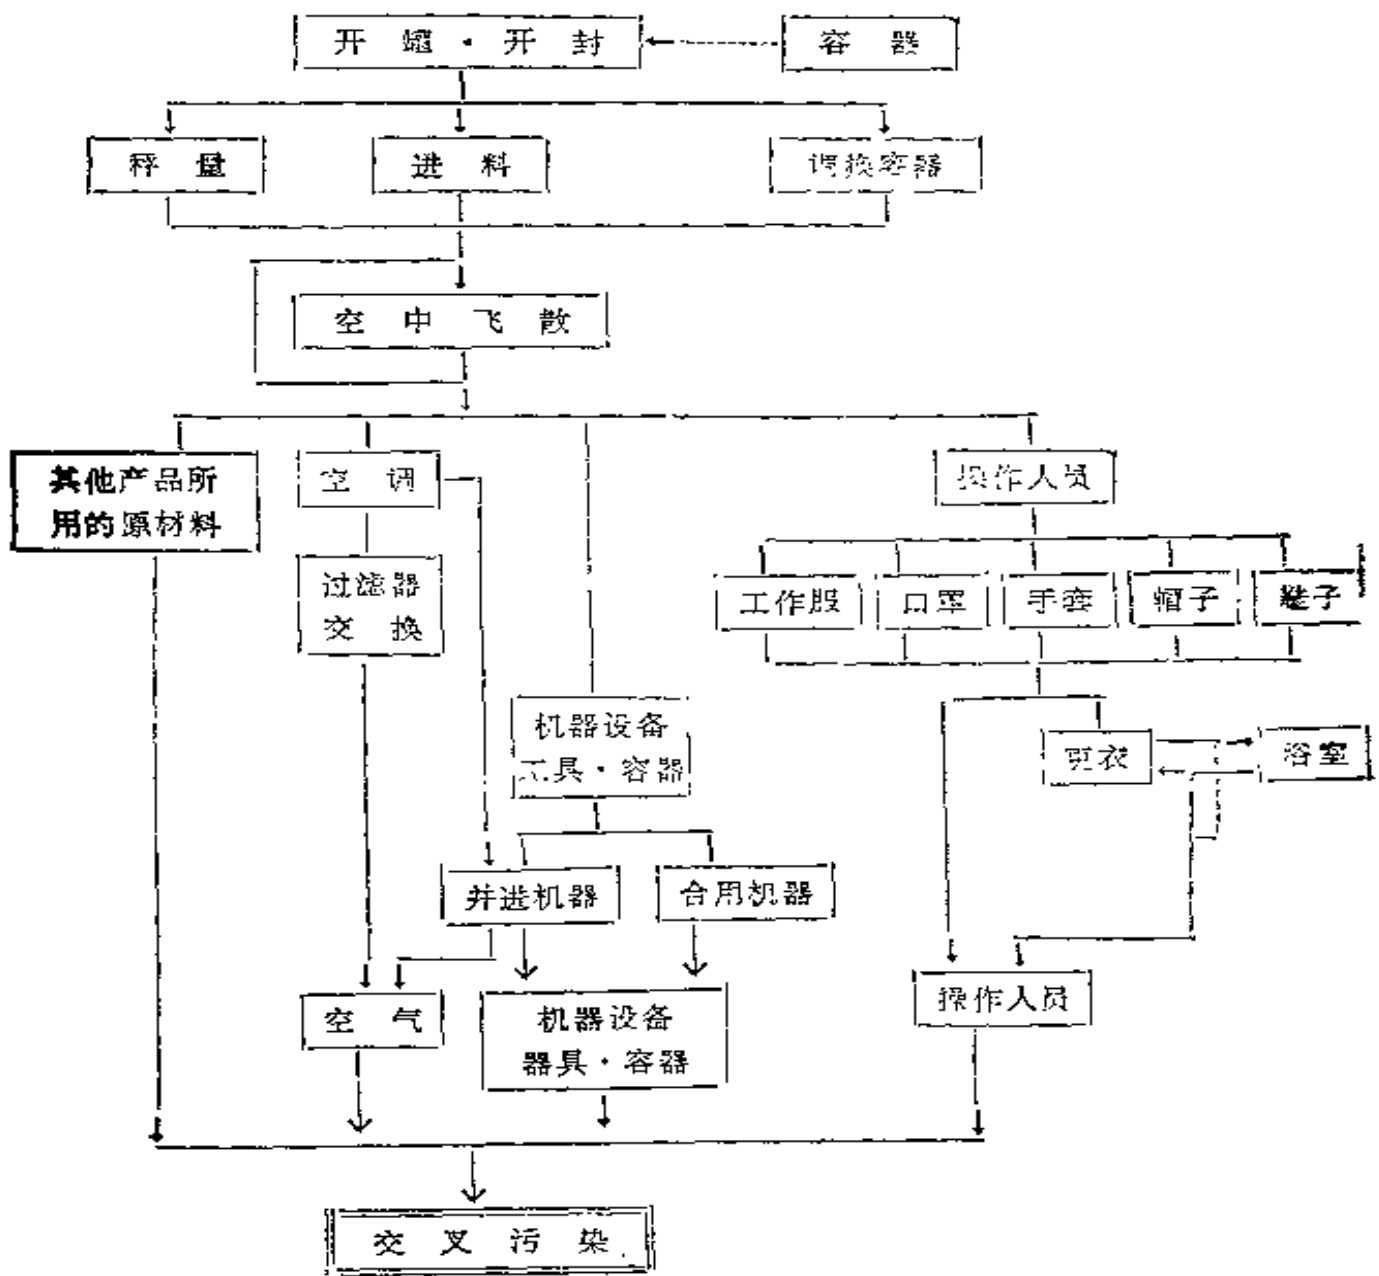 开罐·开封
容器
秤量
进料
调换容器
空中飞散
其他产品所
用的原材料
空调
操作人员
过滤器
交换
工作服
口罩
手套
帽子
鞋子
机器设备
工具·容器
更衣
浴室
并进机器
合用机器
空气
机器设备
器具·容器
操作人员
交叉污染